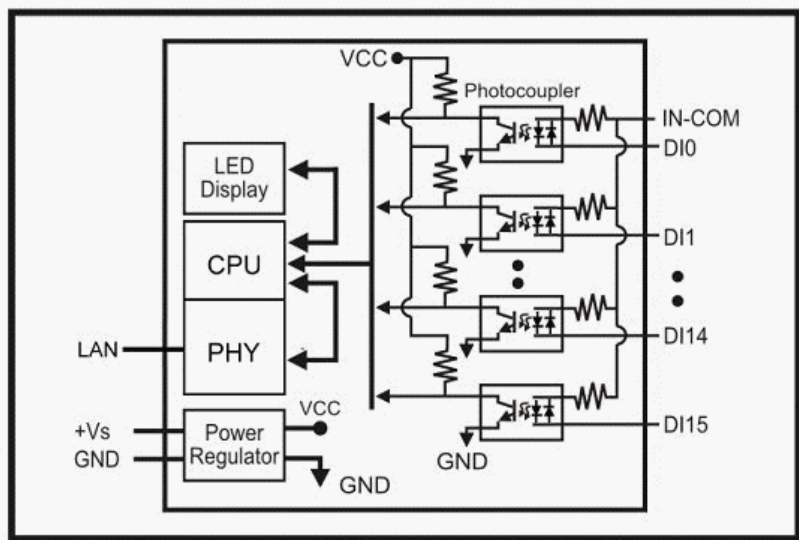 VCC
Photocoupler
IN-COM
DI0
LED
Display
DI1
CPU
PHY
LAN
DI14
VCC
+Vs
Power
Regulator
GND
GND
GND
DI15